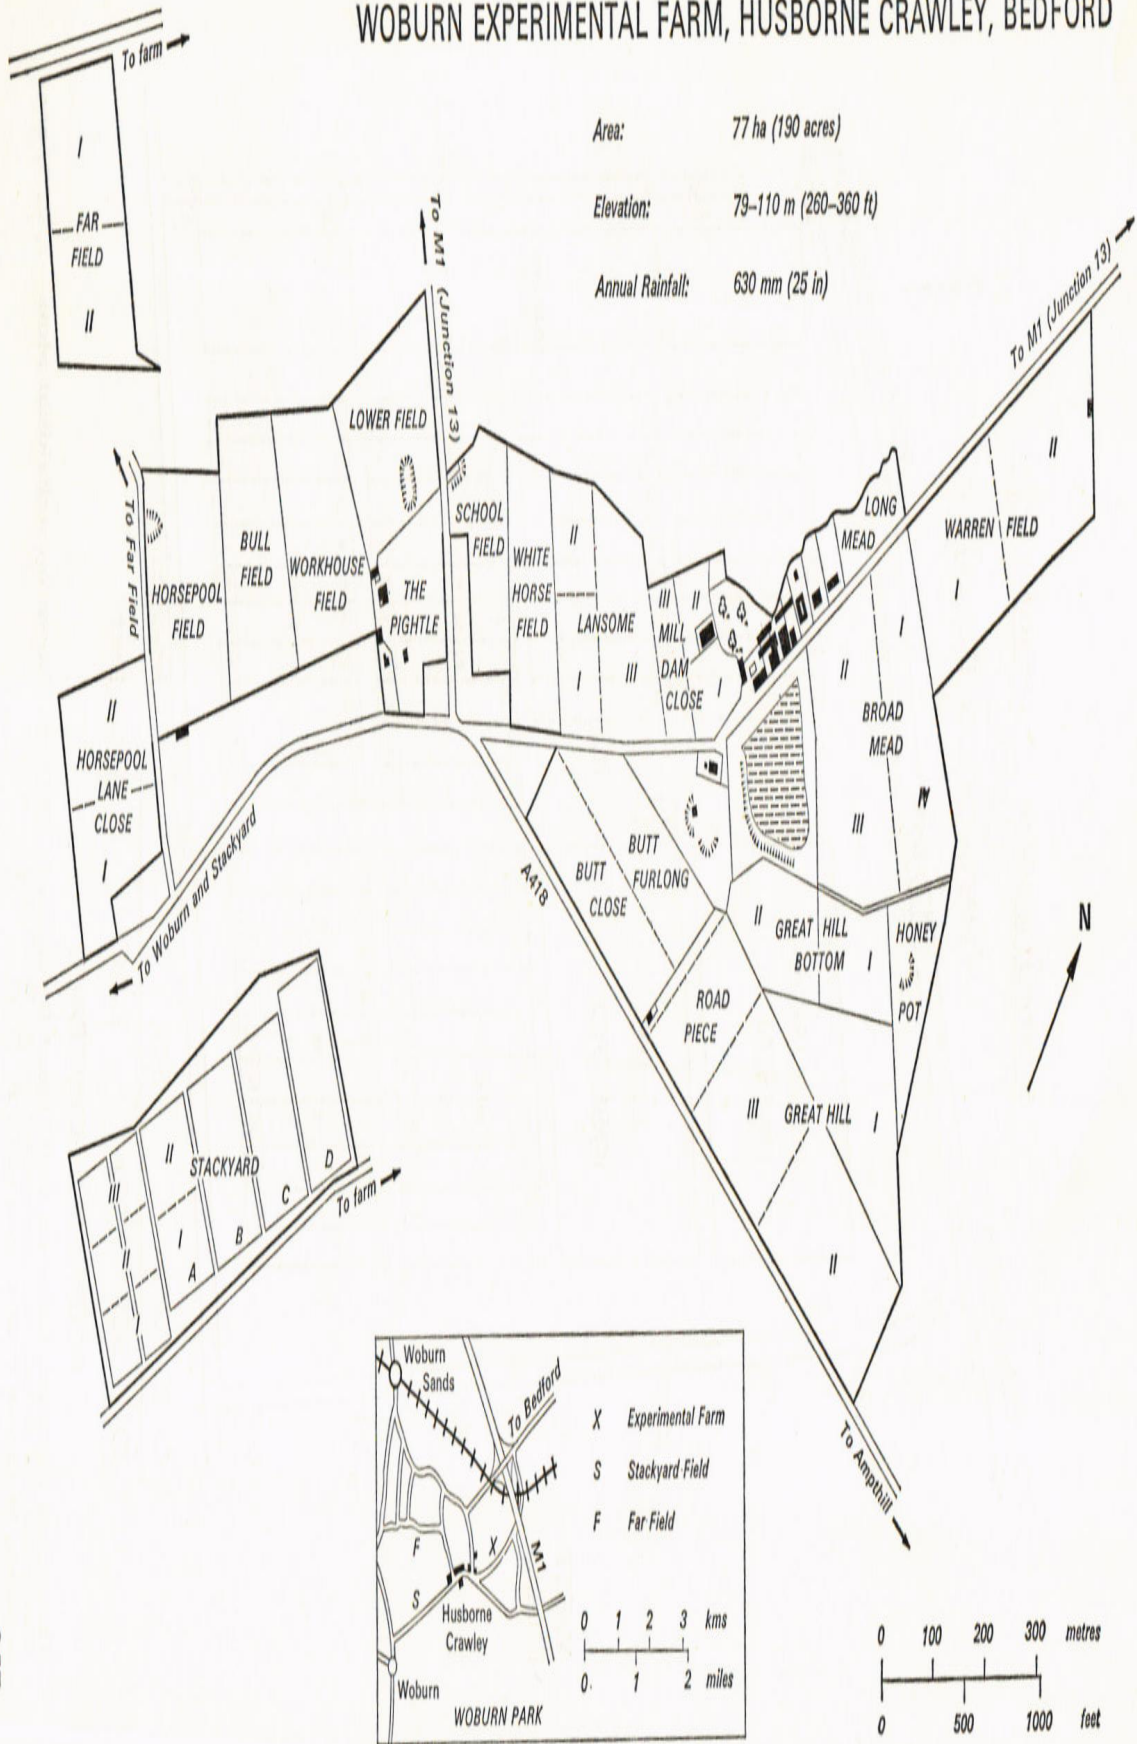 WOBURN EXPERIMENTAL FARM, HUSBORNE CRAWLEY, BEDFORD
Area: 77 ha (190 acres)
Elevation: 79–110 m (260–360 ft)
Annual Rainfall: 630 mm (25 in)
To farm
I
FAR
FIELD
II
To M1 (Junction 13)
To M1 (Junction 13)
LOWER FIELD
To Far Field
HORSEPOOL
FIELD
BULL
FIELD
WORKHOUSE
FIELD
THE
PIGHTLE
SCHOOL
FIELD
WHITE
HORSE
FIELD
II
LANSOME
I
III
III
II
MILL
DAM
CLOSE
I
LONG
MEAD
WARREN FIELD
II
I
I
II
BROAD
MEAD
III
IV
II
HORSEPOOL
LANE
CLOSE
I
To Woburn and Stackyard
A418
BUTT
CLOSE
BUTT
FURLONG
II
GREAT HILL
BOTTOM
I
HONEY
POT
N
ROAD
PIECE
III
GREAT HILL
I
II
II
STACKYARD
III
II
I
I
A
B
C
D
To farm
To Ampthill
Woburn
Sands
To Bedford
F
X
M1
S
Husborne
Crawley
Woburn
WOBURN PARK
X Experimental Farm
S Stackyard Field
F Far Field
0 1 2 3 kms
0 1 2 miles
0 100 200 300 metres
0 500 1000 feet